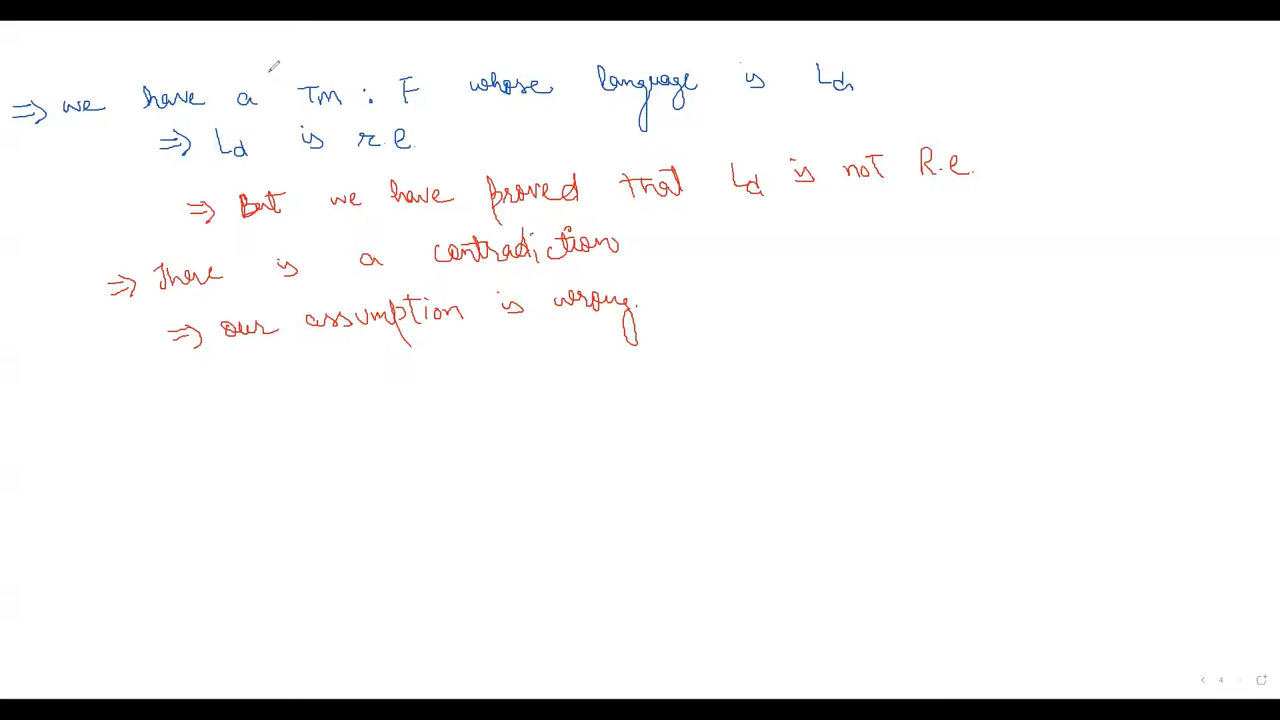 ⇒ we have a TM : F whose language is Ld
⇒ Ld is r.e.
⇒ But we have proved that Ld is not R.e.
⇒ There is a contradiction
⇒ our assumption is wrong.
4